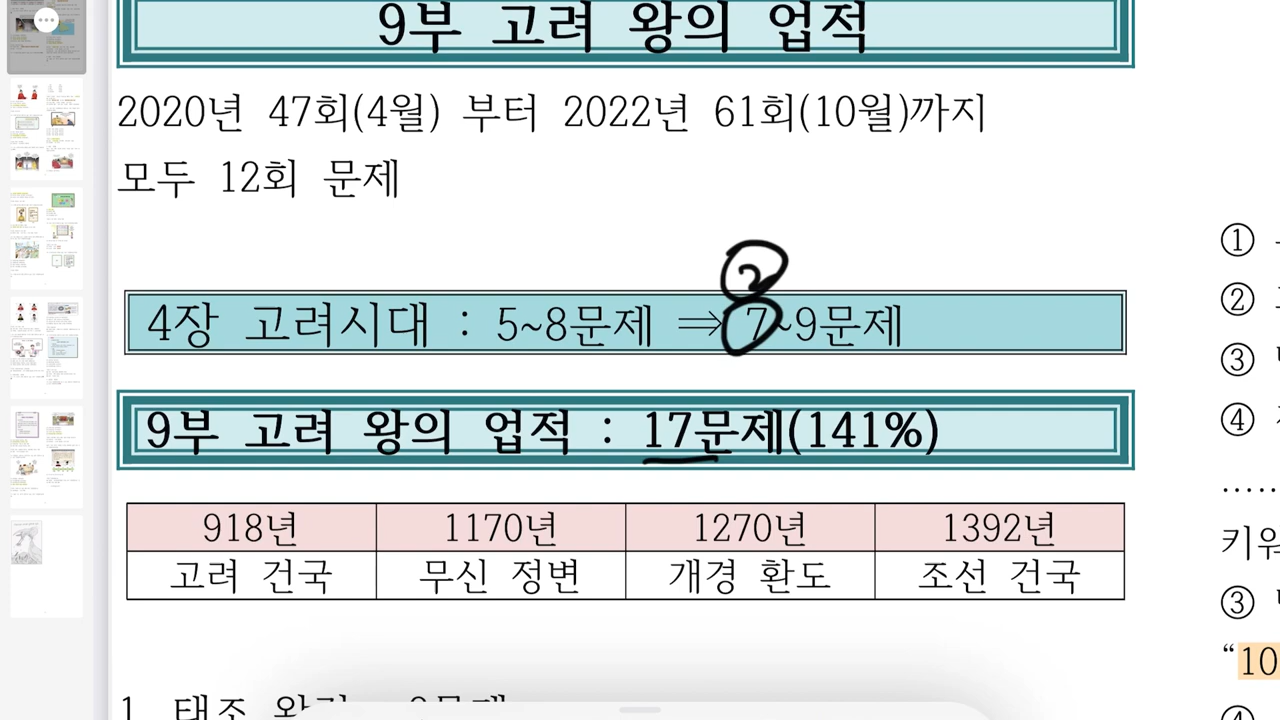 9부 고려 왕의 업적
2020년 47회(4월) 부터 2022년 61회(10월)까지
모두 12회 문제
2
4장 고려시대 : 5~8문제 ⇒ 7~9문제
9부 고려 왕의 업적 : 17문제(141%)
918년 1170년 1270년 1392년
고려 건국 무신 정변 개경 환도 조선 건국
1. 태조
①
②
③
④
......
키워
③
“10
④